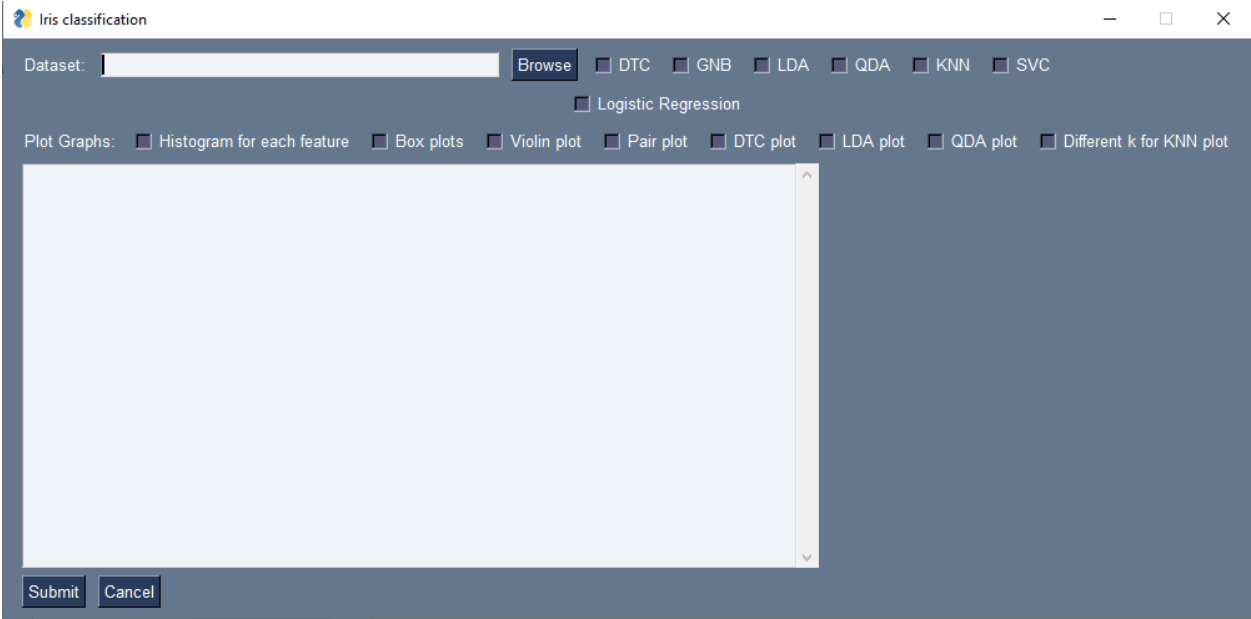 Iris classification
Dataset: Browse DTC GNB LDA QDA KNN SVC
Logistic Regression
Plot Graphs: Histogram for each feature Box plots Violin plot Pair plot DTC plot LDA plot QDA plot Different k for KNN plot
Submit Cancel